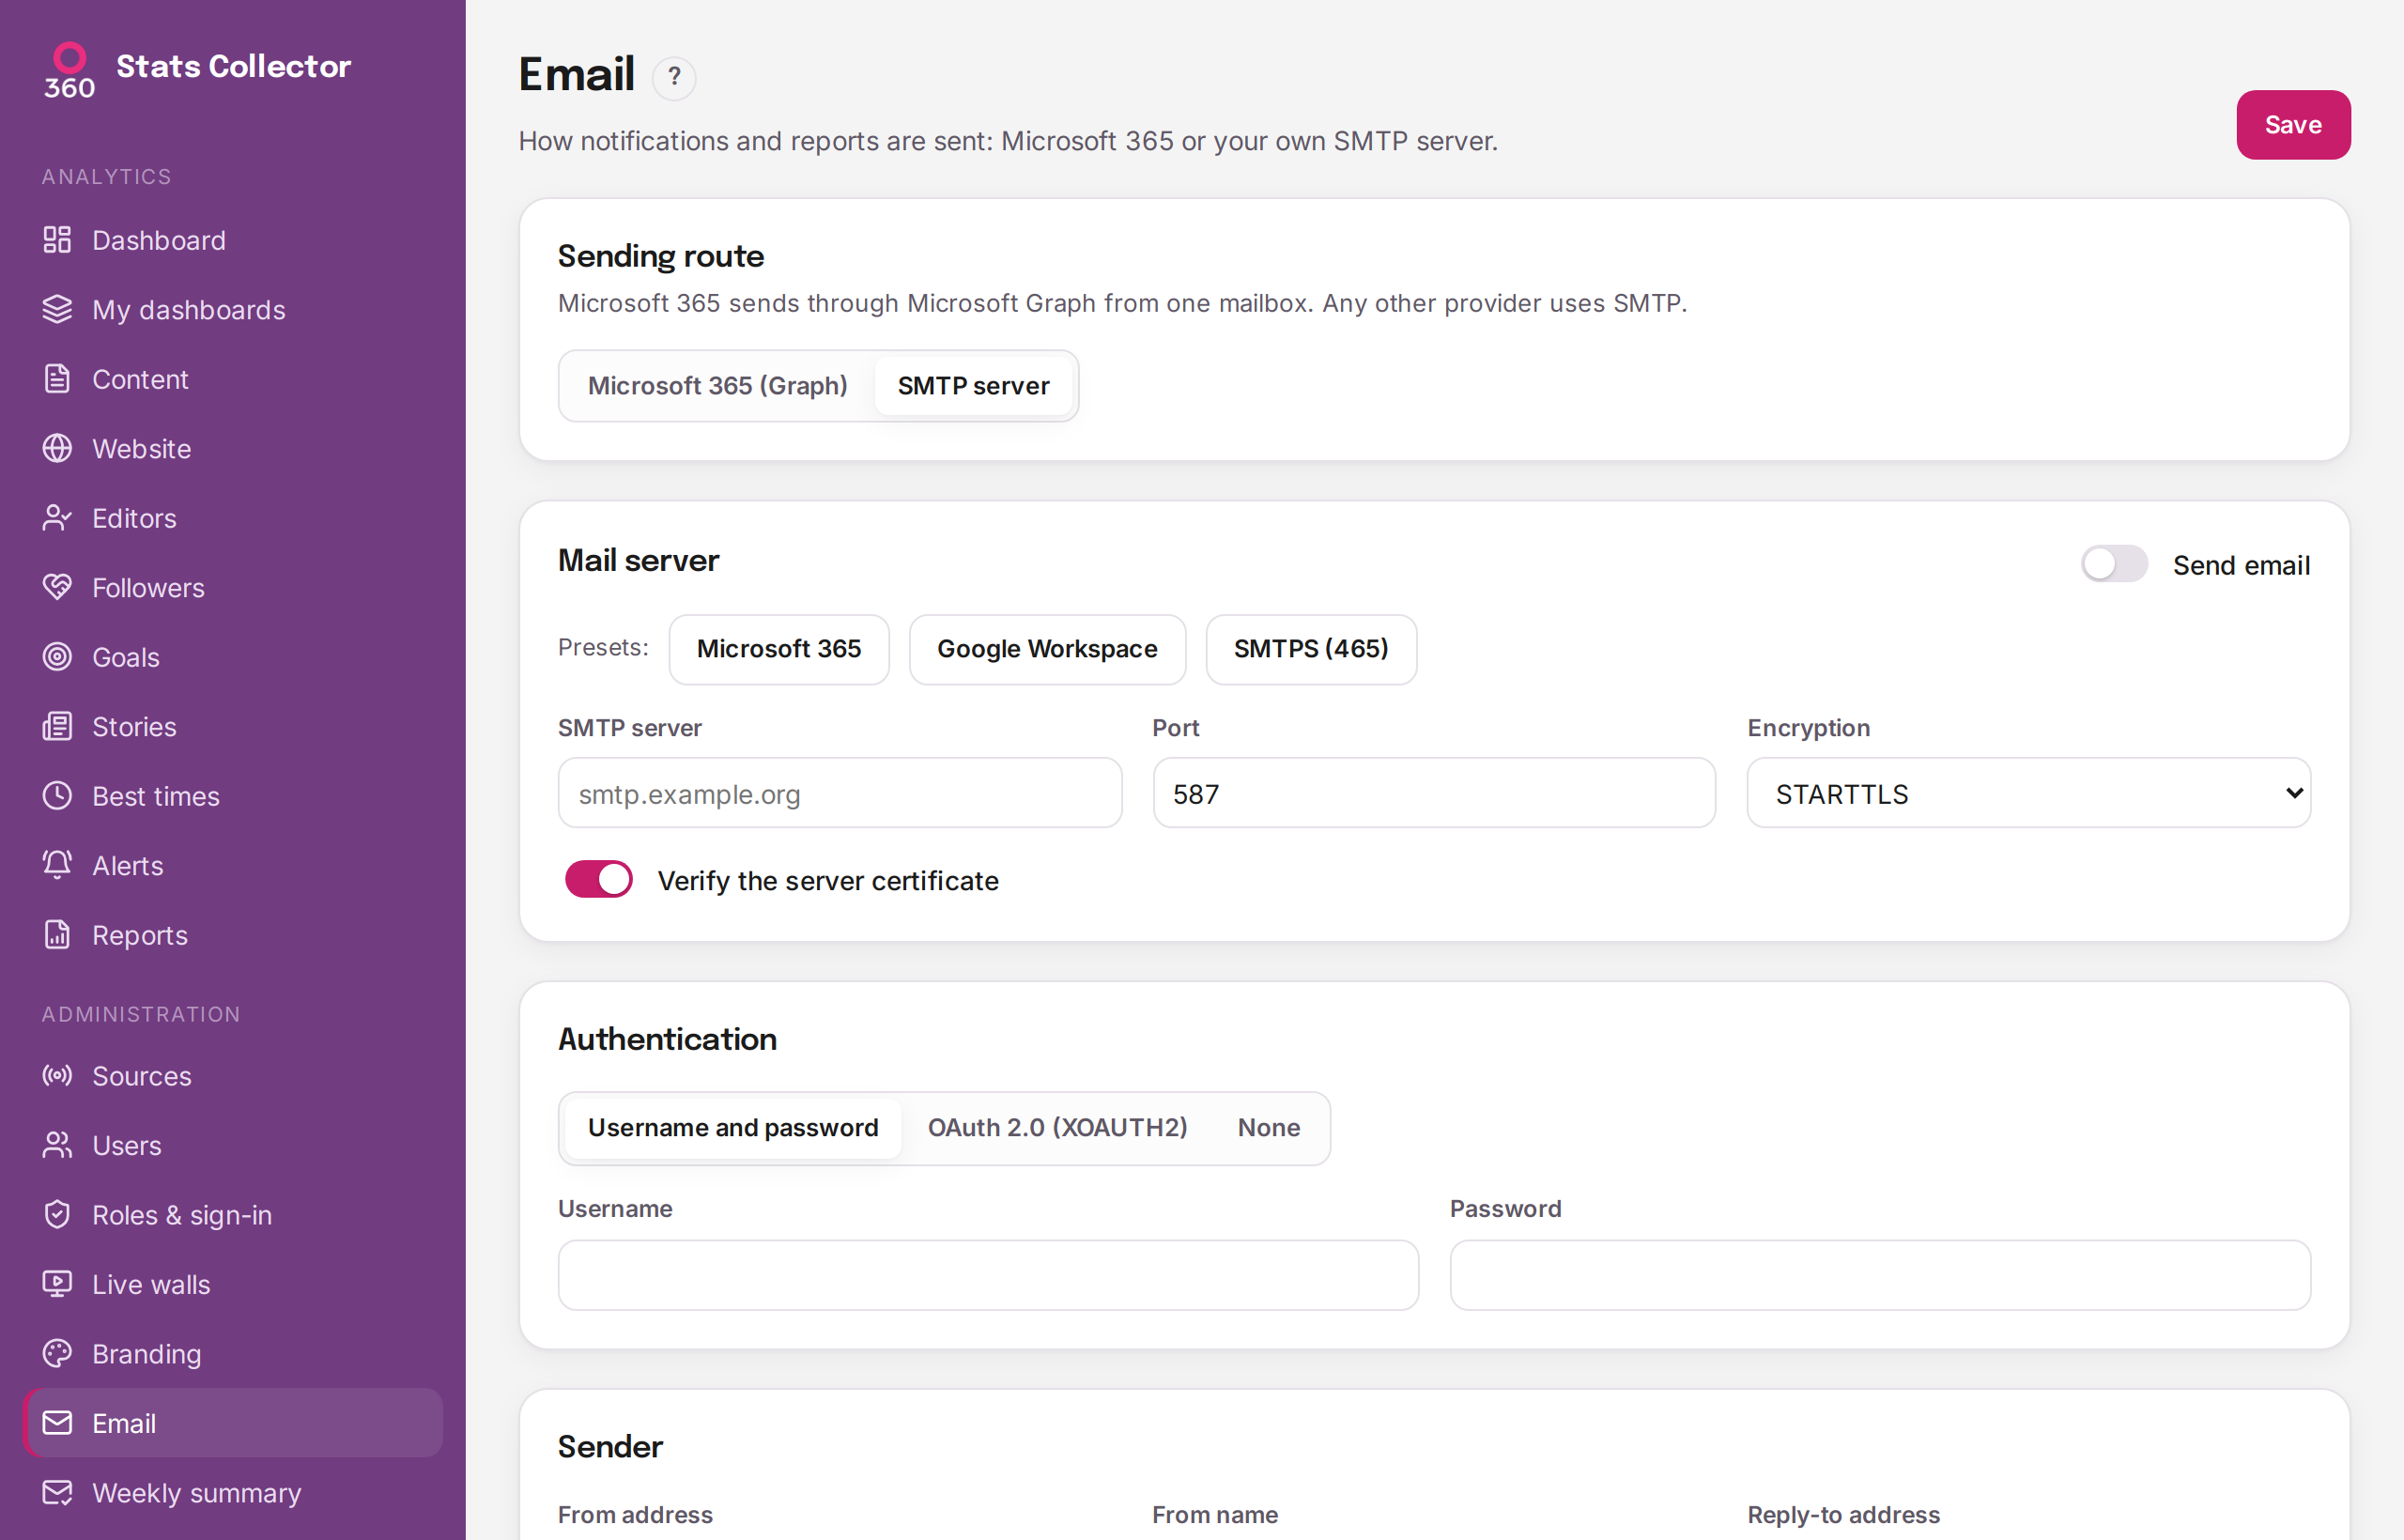 360
Stats Collector
ANALYTICS
Dashboard
My dashboards
Content
Website
Editors
Followers
Goals
Stories
Best times
Alerts
Reports
ADMINISTRATION
Sources
Users
Roles & sign-in
Live walls
Branding
Email
Weekly summary
Email ?
How notifications and reports are sent: Microsoft 365 or your own SMTP server.
Save
Sending route
Microsoft 365 sends through Microsoft Graph from one mailbox. Any other provider uses SMTP.
Microsoft 365 (Graph) SMTP server
Mail server
Send email
Presets: Microsoft 365 Google Workspace SMTPS (465)
SMTP server Port Encryption
smtp.example.org 587 STARTTLS
Verify the server certificate
Authentication
Username and password OAuth 2.0 (XOAUTH2) None
Username Password
Sender
From address From name Reply-to address